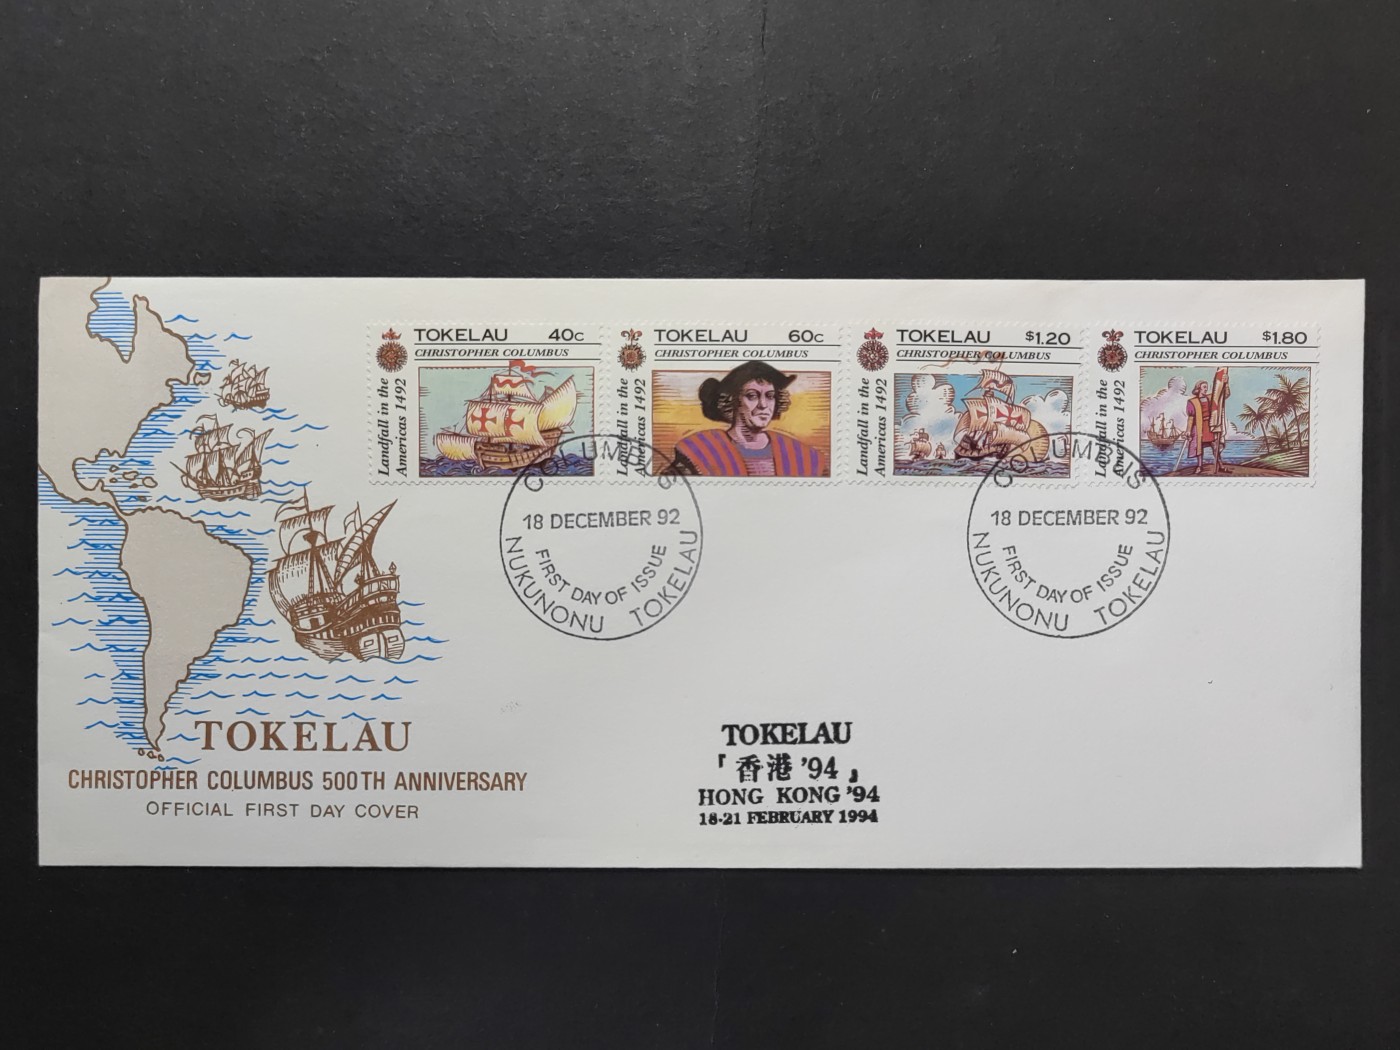 TOKELAU 40c
CHRISTOPHER COLUMBUS
Landfall in the
Americas 1492
TOKELAU 60c
CHRISTOPHER COLUMBUS
Landfall in the
Americas 1492
TOKELAU $1.20
CHRISTOPHER COLUMBUS
Landfall in the
Americas 1492
TOKELAU $1.80
CHRISTOPHER COLUMBUS
Landfall in the
Americas 1492
COLUMBUS
18 DECEMBER 92
FIRST DAY OF ISSUE
NUKUNONU TOKELAU
COLUMBUS
18 DECEMBER 92
FIRST DAY OF ISSUE
NUKUNONU TOKELAU
TOKELAU
CHRISTOPHER COLUMBUS 500TH ANNIVERSARY
OFFICIAL FIRST DAY COVER
TOKELAU
「香港 '94」
HONG KONG '94
18-21 FEBRUARY 1994